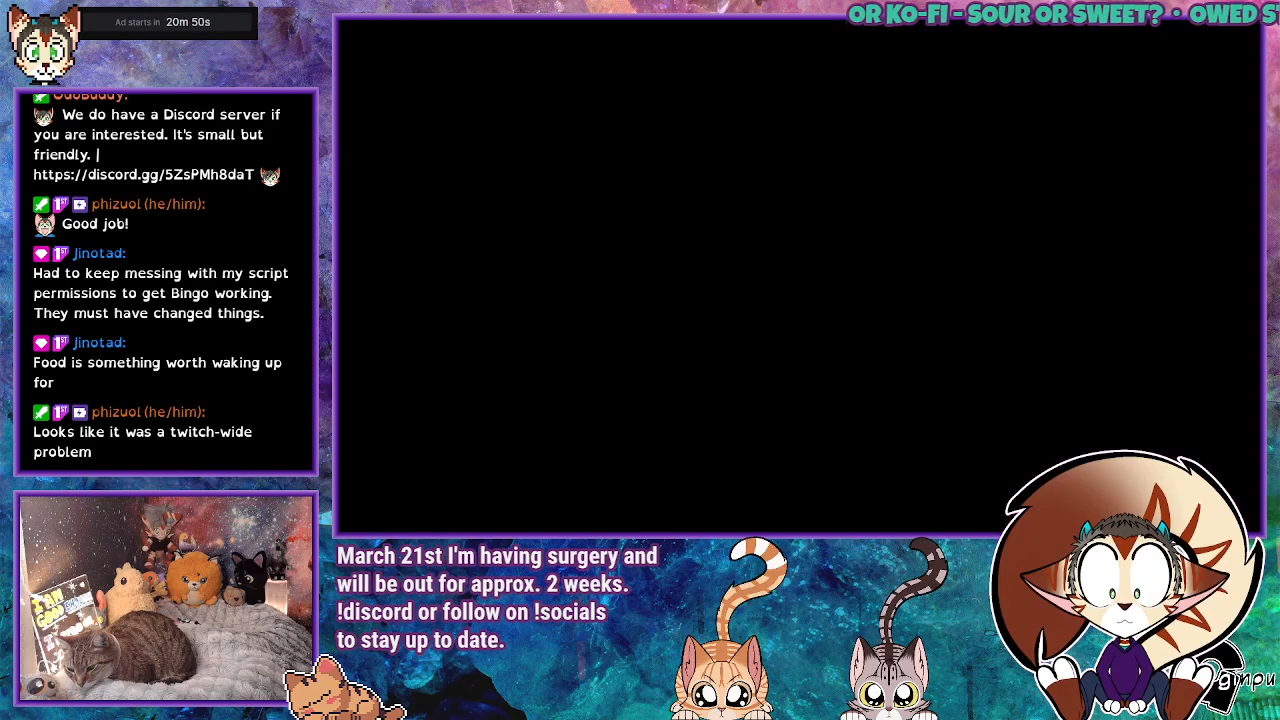 Ad starts in 20m 50s
OR KO-FI - SOUR OR SWEET? • OWED
OdoBuddy:
We do have a Discord server if
you are interested. It's small but
friendly. |
https://discord.gg/5ZsPMh8daT
phizuol (he/him):
Good job!
Jinotad:
Had to keep messing with my script
permissions to get Bingo working.
They must have changed things.
Jinotad:
Food is something worth waking up
for
phizuol (he/him):
Looks like it was a twitch-wide
problem
I AM
GOOD
March 21st I'm having surgery and
will be out for approx. 2 weeks.
!discord or follow on !socials
to stay up to date.